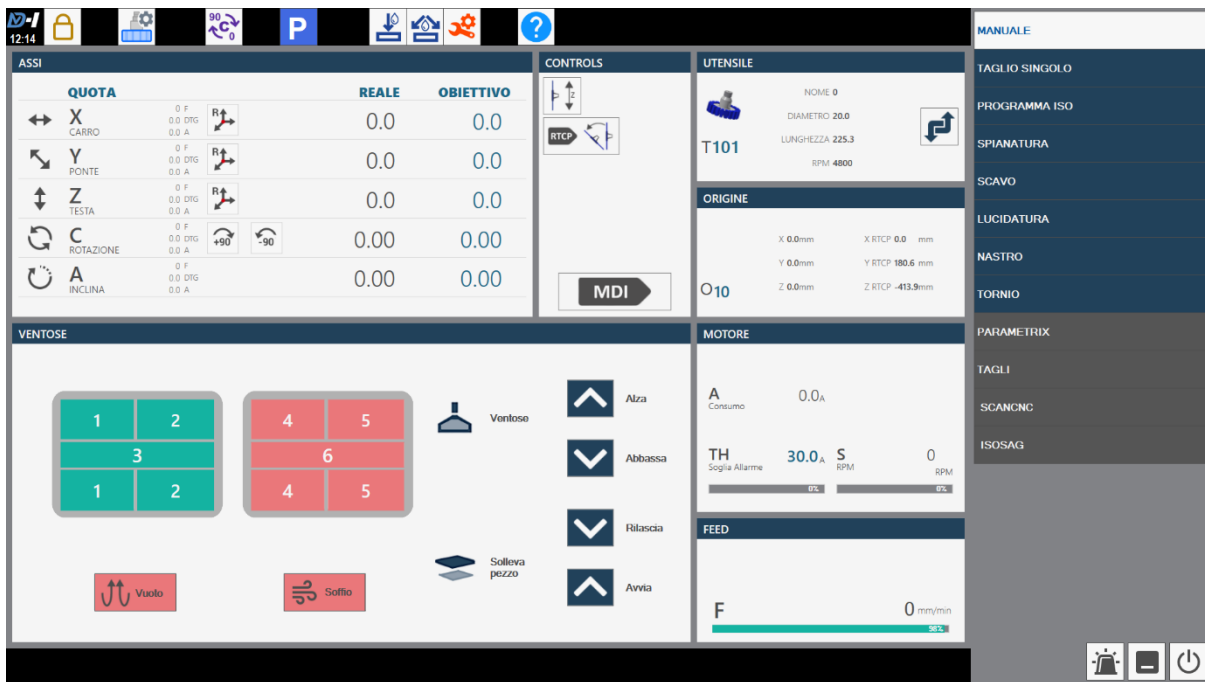 12:14
90
C
0
P
?
ASSI
QUOTA REALE OBIETTIVO
X
CARRO
0 F
0.0 DTG
0.0 A
R
0.0 0.0
Y
PONTE
0 F
0.0 DTG
0.0 A
R
0.0 0.0
Z
TESTA
0 F
0.0 DTG
0.0 A
R
0.0 0.0
C
ROTAZIONE
0 F
0.0 DTG
0.0 A
+90 -90
0.00 0.00
A
INCLINA
0 F
0.0 DTG
0.0 A
0.00 0.00
CONTROLS
Z
RTCP
MDI
UTENSILE
T101
NOME 0
DIAMETRO 20.0
LUNGHEZZA 225.3
RPM 4800
ORIGINE
O10
X 0.0mm X RTCP 0.0 mm
Y 0.0mm Y RTCP 180.6 mm
Z 0.0mm Z RTCP -413.9mm
VENTOSE
1 2
3
1 2
4 5
6
4 5
Vuoto
Soffio
Ventose
Alza
Abbassa
Solleva
pezzo
Rilascia
Avvia
MOTORE
A
Consumo
0.0A
TH
Soglia Allarme
30.0A
0%
S
RPM
0
RPM
0%
FEED
F 0 mm/min
98%
MANUALE
TAGLIO SINGOLO
PROGRAMMA ISO
SPIANATURA
SCAVO
LUCIDATURA
NASTRO
TORNIO
PARAMETRIX
TAGLI
SCANCNC
ISOSAG